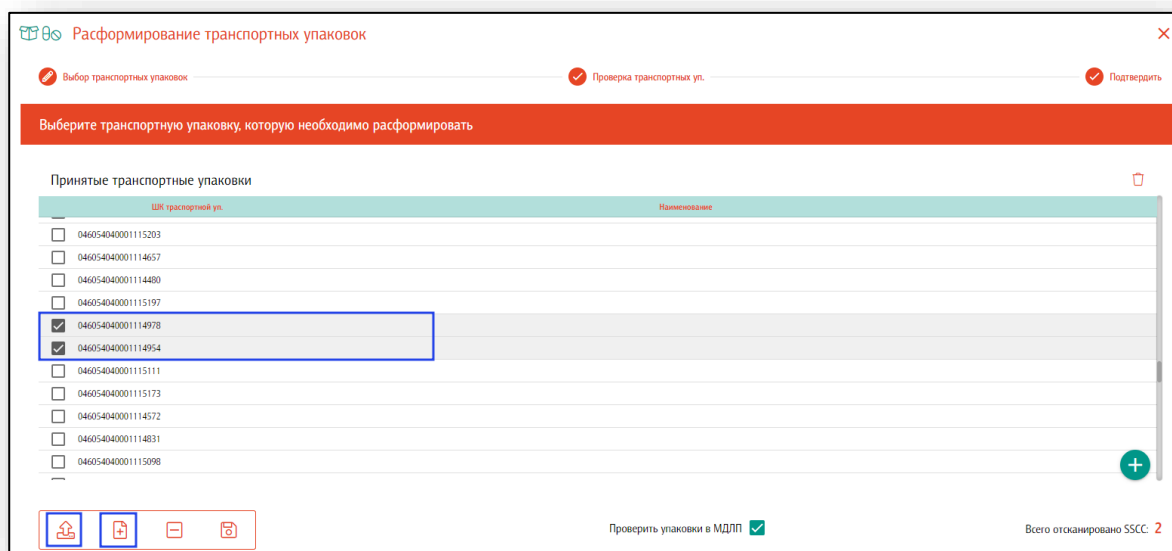 Расформирование транспортных упаковок
Выбор транспортных упаковок Проверка транспортных уп. Подтвердить
Выберите транспортную упаковку, которую необходимо расформировать
Принятые транспортные упаковки
ШК траспортной уп. Наименование
046054040001115203
046054040001114657
046054040001114480
046054040001115197
046054040001114978
046054040001114954
046054040001115111
046054040001115173
046054040001114572
046054040001114831
046054040001115098
Проверить упаковки в МДЛП Всего отсканировано SSCC: 2